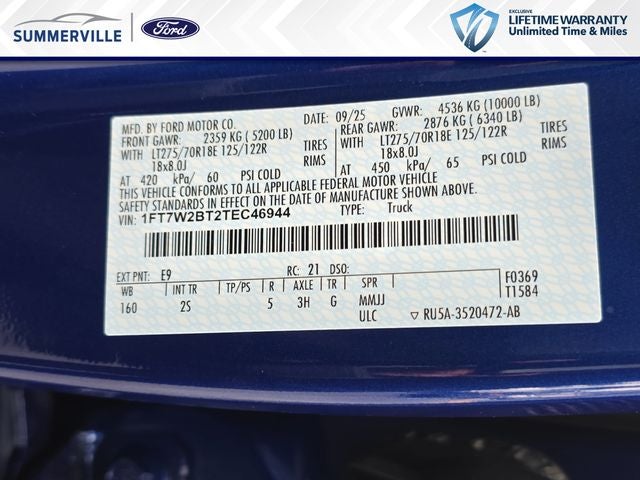 SUMMERVILLE
Ford
EXCLUSIVE
LIFETIME WARRANTY
Unlimited Time & Miles
MFD. BY FORD MOTOR CO. DATE: 09/25 GVWR: 4536 KG (10000 LB)
FRONT GAWR: 2359 KG ( 5200 LB) REAR GAWR: 2876 KG ( 6340 LB)
WITH LT275/70R18E 125/122R TIRES WITH LT275/70R18E 125/122R TIRES
18x8.0J RIMS 18x8.0J RIMS
AT 420 kPa/ 60 PSI COLD AT 450 kPa/ 65 PSI COLD
THIS VEHICLE CONFORMS TO ALL APPLICABLE FEDERAL MOTOR VEHICLE
SAFETY STANDARDS IN EFFECT ON THE DATE OF MANUFACTURE SHOWN ABOVE.
VIN: 1FT7W2BT2TEC46944 TYPE: Truck
EXT PNT: E9 RC: 21 DSO: F0369
WB INT TR TP/PS R AXLE TR SPR T1584
160 2S 5 3H G MMJJ
ULC ▽ RU5A-3520472-AB